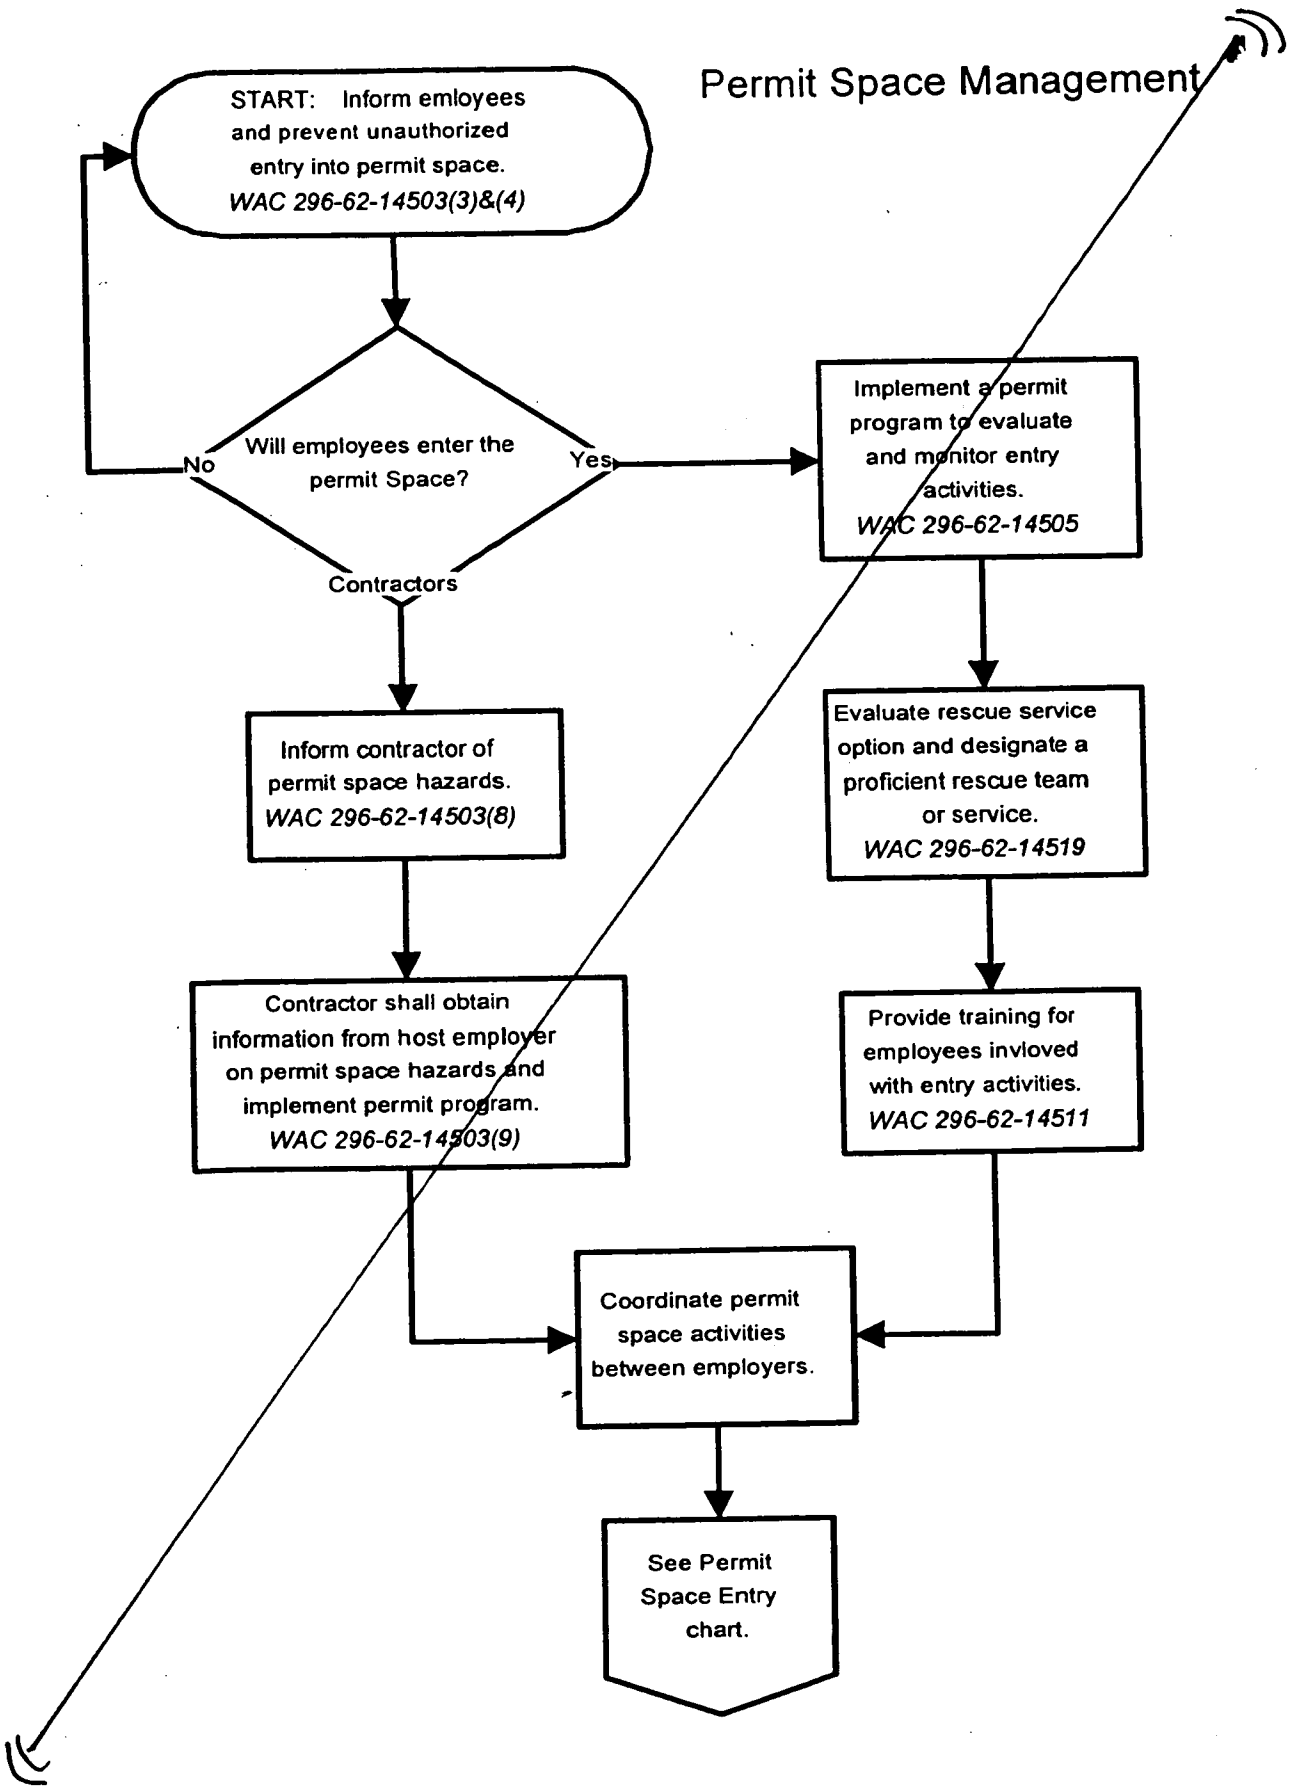 Permit Space Management
START: Inform emloyees
and prevent unauthorized
entry into permit space.
WAC 296-62-14503(3)&(4)
Will employees enter the
permit Space?
No
Yes
Contractors
Implement a permit
program to evaluate
and monitor entry
activities.
WAC 296-62-14505
Evaluate rescue service
option and designate a
proficient rescue team
or service.
WAC 296-62-14519
Provide training for
employees invloved
with entry activities.
WAC 296-62-14511
Inform contractor of
permit space hazards.
WAC 296-62-14503(8)
Contractor shall obtain
information from host employer
on permit space hazards and
implement permit program.
WAC 296-62-14503(9)
Coordinate permit
space activities
between employers.
See Permit
Space Entry
chart.